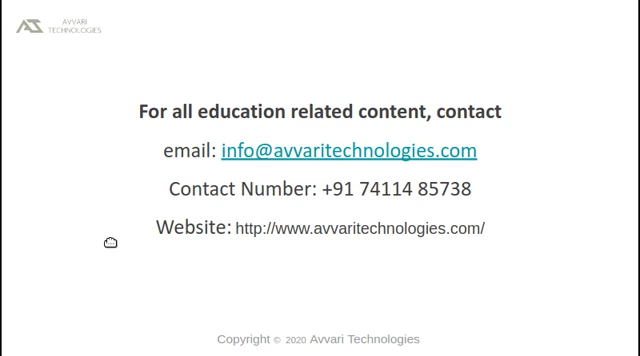 AVVARI
TECHNOLOGIES
For all education related content, contact
email: info@avvaritechnologies.com
Contact Number: +91 74114 85738
Website: http://www.avvaritechnologies.com/
Copyright © 2020 Avvari Technologies